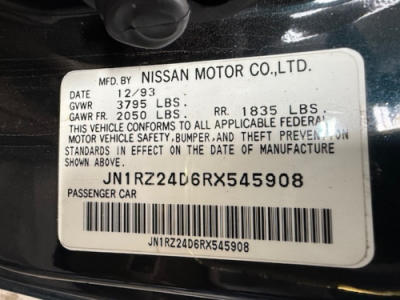 MFD. BY NISSAN MOTOR CO.,LTD.
DATE 12/93
GVWR 3795 LBS.
GAWR FR. 2050 LBS. RR. 1835 LBS.
THIS VEHICLE CONFORMS TO ALL APPLICABLE FEDERAL
MOTOR VEHICLE SAFETY, BUMPER, AND THEFT PREVENTION
STANDARDS IN EFFECT ON THE DATE OF MANUFACTURE
SHOWN ABOVE.
JN1RZ24D6RX545908
PASSENGER CAR
JN1RZ24D6RX545908